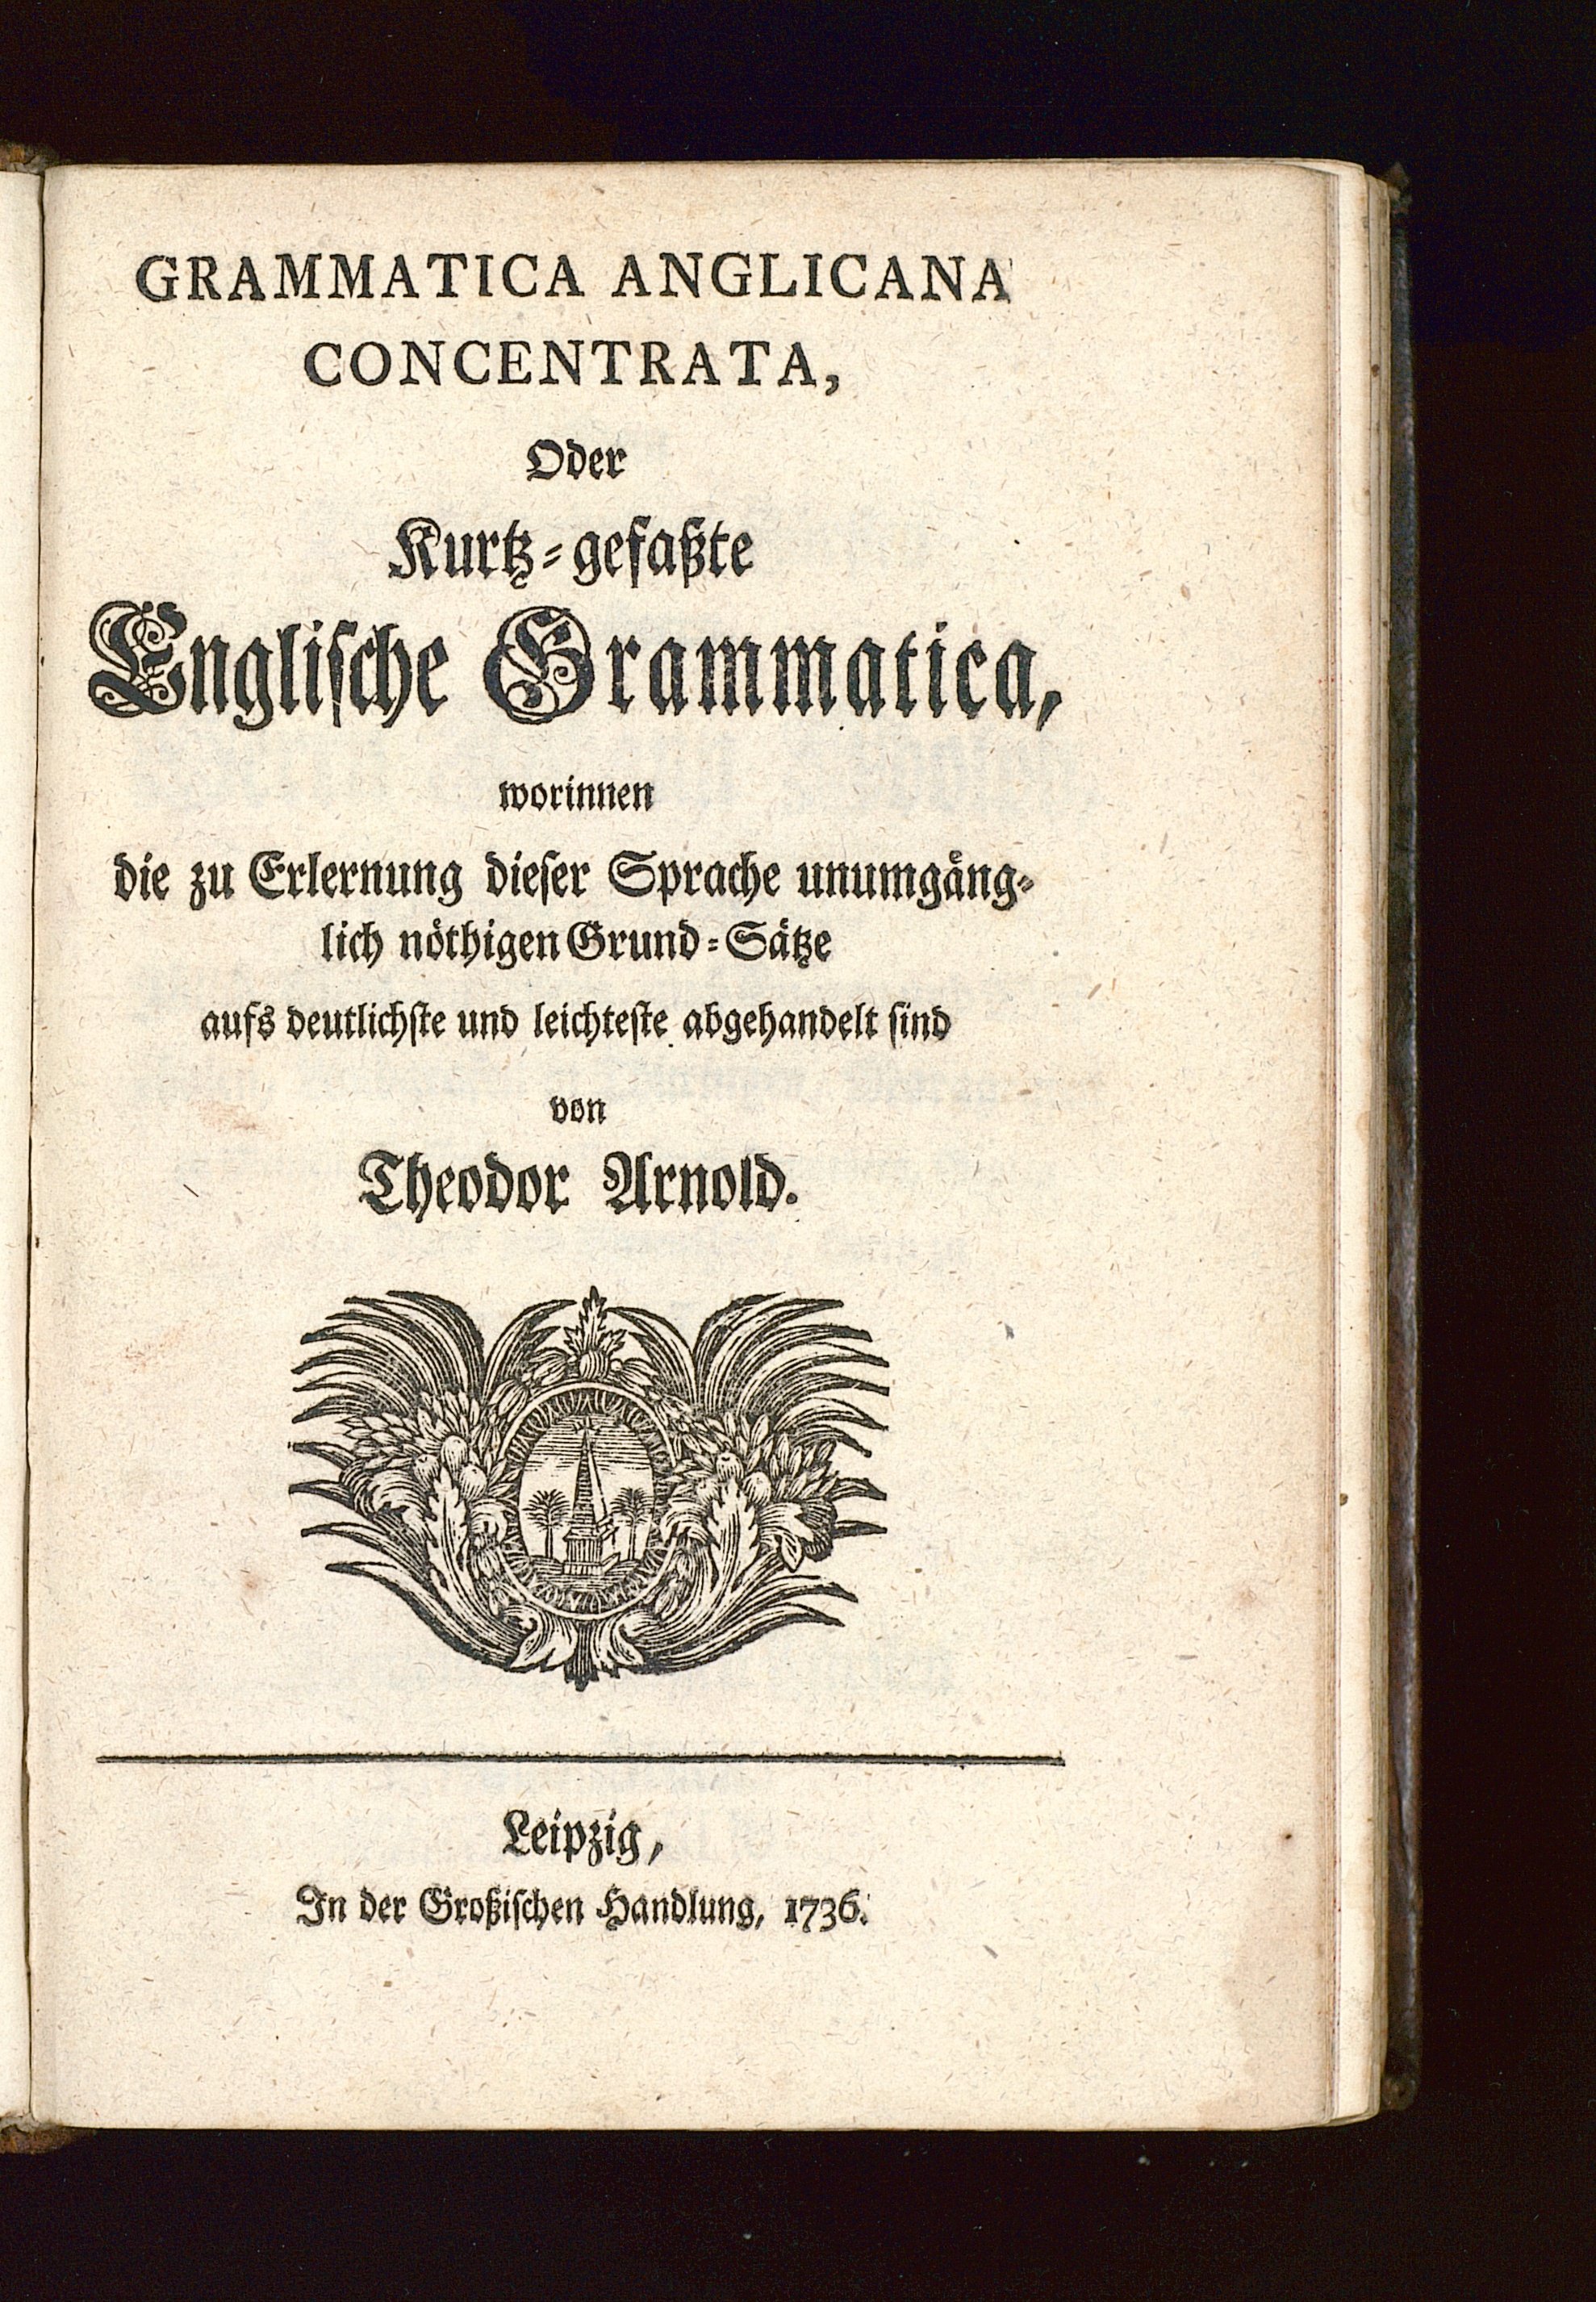 GRAMMATICA ANGLICANA
CONCENTRATA,
Oder
Kurtz-gefaßte
Englische Grammatica,
worinnen
die zu Erlernung dieser Sprache unumgäng-
lich nöthigen Grund-Sätze
aufs deutlichste und leichteste abgehandelt sind
von
Theodor Arnold.
Leipzig,
In der Großischen Handlung, 1736.